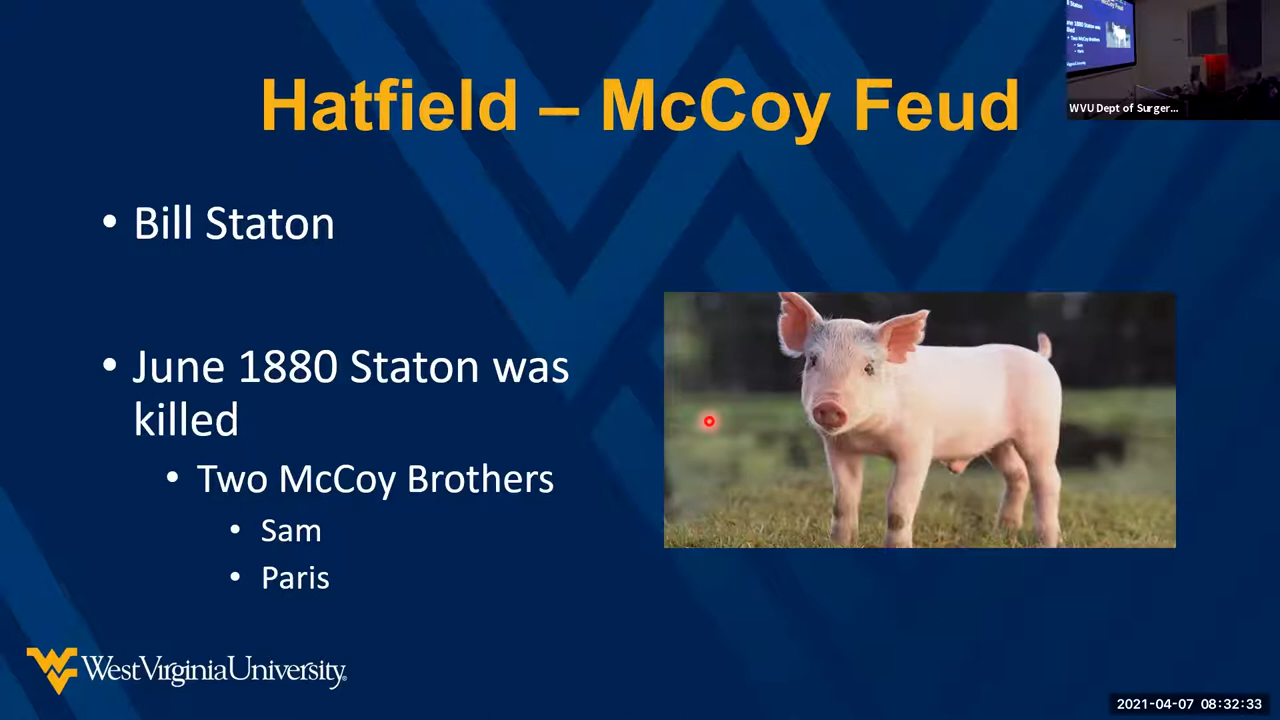 Hatfield – McCoy Feud
• Bill Staton
• June 1880 Staton was
killed
• Two McCoy Brothers
• Sam
• Paris
WestVirginiaUniversity.
WVU Dept of Surger...
2021-04-07 08:32:33